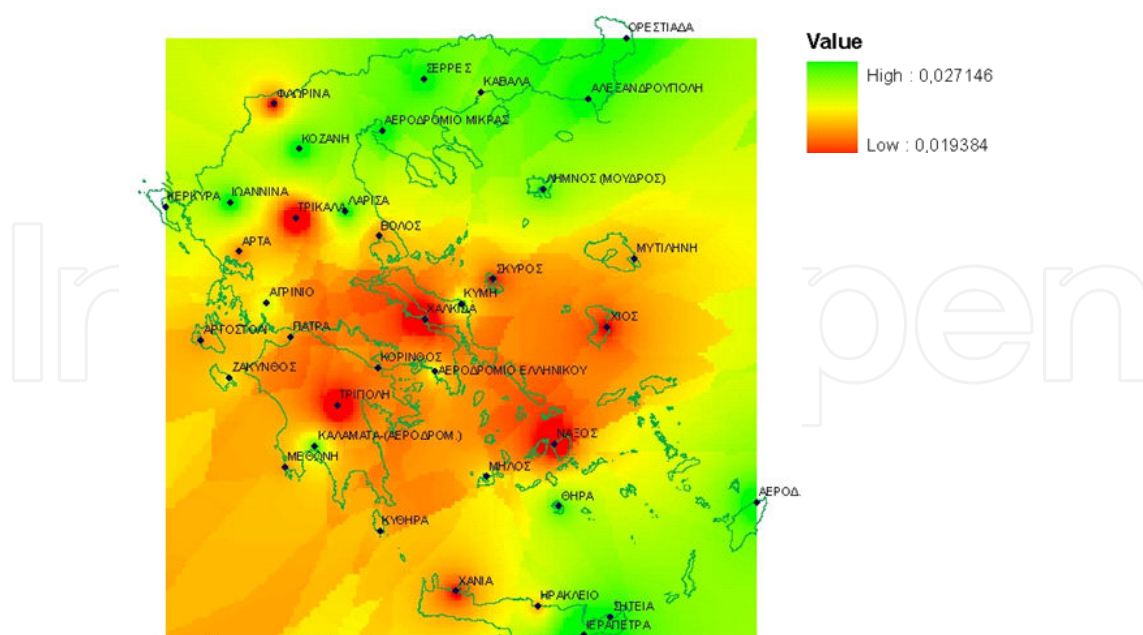 ΟΡΕΣΤΙΑΔΑ
Value
High : 0,027146
Low : 0,019384
ΣΕΡΡΕΣ
ΚΑΒΑΛΑ
ΑΛΕΞΑΝΔΡΟΥΠΟΛΗ
ΦΛΩΡΙΝΑ
ΑΕΡΟΔΡΟΜΙΟ ΜΙΚΡΑΣ
ΚΟΖΑΝΗ
ΛΗΜΝΟΣ (ΜΟΥΔΡΟΣ)
ΚΕΡΚΥΡΑ
ΙΩΑΝΝΙΝΑ
ΤΡΙΚΑΛΑ
ΛΑΡΙΣΑ
ΒΟΛΟΣ
ΑΡΤΑ
ΜΥΤΙΛΗΝΗ
ΣΚΥΡΟΣ
ΑΓΡΙΝΙΟ
ΚΥΜΗ
ΧΑΛΚΙΔΑ
ΧΙΟΣ
ΑΡΓΟΣΤΟΛΙ
ΠΑΤΡΑ
ΚΟΡΙΝΘΟΣ
ΖΑΚΥΝΘΟΣ
ΑΕΡΟΔΡΟΜΙΟ ΕΛΛΗΝΙΚΟΥ
ΤΡΙΠΟΛΗ
ΚΑΛΑΜΑΤΑ-(ΑΕΡΟΔΡΟΜ.)
ΝΑΞΟΣ
ΜΕΘΩΝΗ
ΜΗΛΟΣ
ΘΗΡΑ
ΑΕΡΟΔ.
ΚΥΘΗΡΑ
ΧΑΝΙΑ
ΗΡΑΚΛΕΙΟ
ΣΗΤΕΙΑ
ΙΕΡΑΠΕΤΡΑ
In
pen